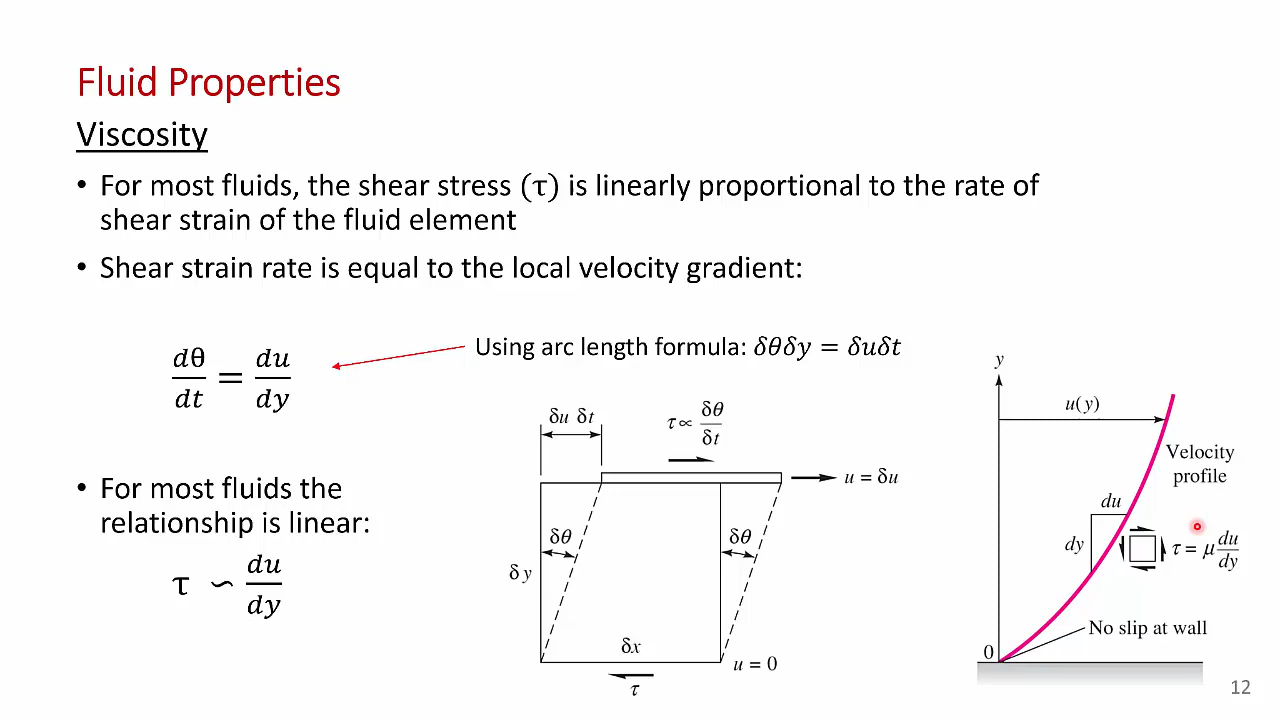 Fluid Properties
Viscosity
• For most fluids, the shear stress (τ) is linearly proportional to the rate of
shear strain of the fluid element
• Shear strain rate is equal to the local velocity gradient:
dθ/dt = du/dy
Using arc length formula: δθδy = δuδt
• For most fluids the
relationship is linear:
τ ∽ du/dy
δu δt
τ ∝ δθ/δt
u = δu
δθ
δθ
δy
δx
u = 0
τ
y
u(y)
Velocity
profile
du
dy
τ = μ du/dy
No slip at wall
0
12